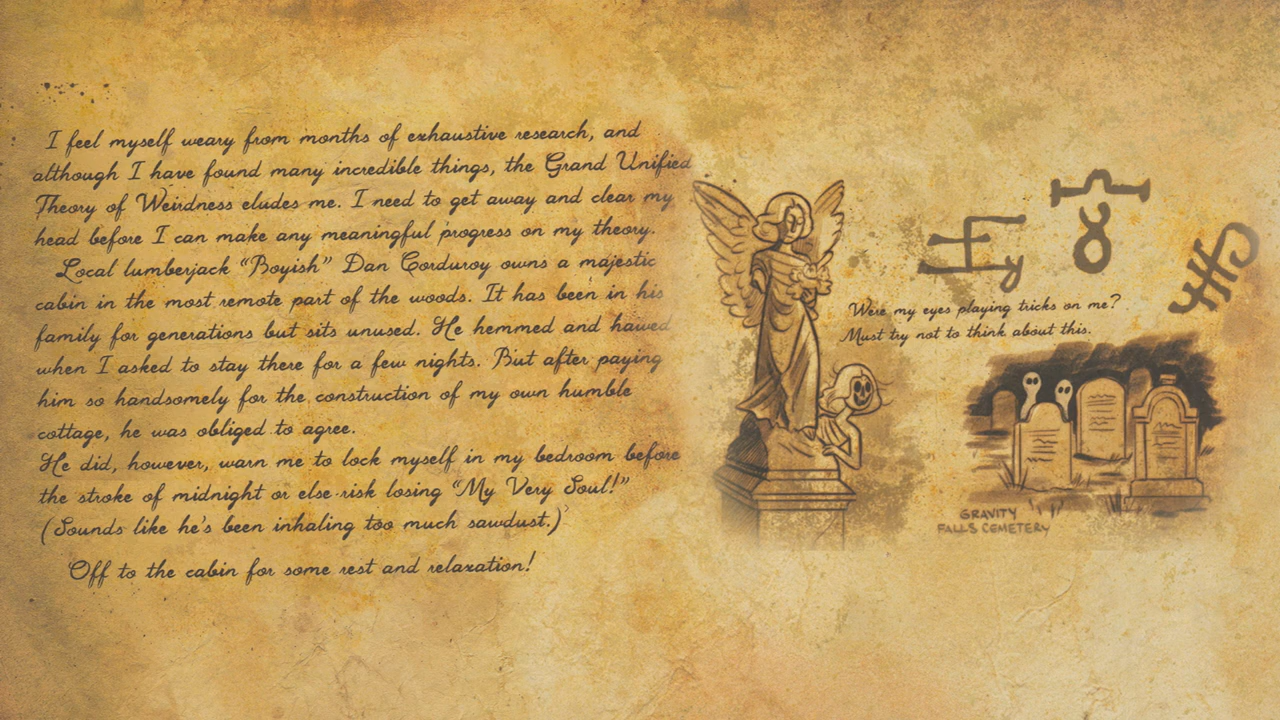 I feel myself weary from months of exhaustive research, and
although I have found many incredible things, the Grand Unified
Theory of Weirdness eludes me. I need to get away and clear my
head before I can make any meaningful progress on my theory.
Local lumberjack “Boyish” Dan Corduroy owns a majestic
cabin in the most remote part of the woods. It has been in his
family for generations but sits unused. He hemmed and hawed
when I asked to stay there for a few nights. But after paying
him so handsomely for the construction of my own humble
cottage, he was obliged to agree.
He did, however, warn me to lock myself in my bedroom before
the stroke of midnight or else risk losing “My Very Soul!”
(Sounds like he's been inhaling too much sawdust.)
Off to the cabin for some rest and relaxation!
Were my eyes playing tricks on me?
Must try not to think about this.
GRAVITY
FALLS CEMETERY